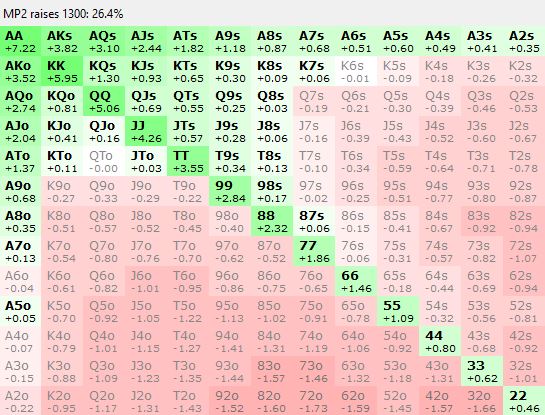 MP2 raises 1300: 26.4%
AA AKs AQs AJs ATs A9s A8s A7s A6s A5s A4s A3s A2s
+7.22 +3.82 +3.10 +2.44 +1.82 +1.18 +0.87 +0.68 +0.51 +0.60 +0.49 +0.41 +0.35
AKo KK KQs KJs KTs K9s K8s K7s K6s K5s K4s K3s K2s
+3.52 +5.95 +1.30 +0.93 +0.65 +0.30 +0.09 +0.06 -0.01 -0.09 -0.18 -0.26 -0.32
AQo KQo QQ QJs QTs Q9s Q8s Q7s Q6s Q5s Q4s Q3s Q2s
+2.74 +0.81 +5.06 +0.69 +0.55 +0.25 +0.03 -0.19 -0.21 -0.30 -0.39 -0.46 -0.53
AJo KJo QJo JJ JTs J9s J8s J7s J6s J5s J4s J3s J2s
+2.04 +0.41 +0.16 +4.26 +0.57 +0.28 +0.06 -0.16 -0.39 -0.43 -0.52 -0.60 -0.67
ATo KTo QTo JTo TT T9s T8s T7s T6s T5s T4s T3s T2s
+1.37 +0.11 -0.00 +0.03 +3.55 +0.34 +0.13 -0.10 -0.34 -0.59 -0.64 -0.71 -0.78
A9o K9o Q9o J9o T9o 99 98s 97s 96s 95s 94s 93s 92s
+0.68 -0.27 -0.33 -0.29 -0.22 +2.84 +0.17 -0.02 -0.25 -0.51 -0.77 -0.80 -0.87
A8o K8o Q8o J8o T8o 98o 88 87s 86s 85s 84s 83s 82s
+0.35 -0.51 -0.57 -0.52 -0.45 -0.40 +2.32 +0.06 -0.15 -0.41 -0.67 -0.92 -0.94
A7o K7o Q7o J7o T7o 97o 87o 77 76s 75s 74s 73s 72s
+0.13 -0.54 -0.80 -0.76 -0.70 -0.62 -0.52 +1.86 -0.06 -0.31 -0.57 -0.82 -1.07
A6o K6o Q6o J6o T6o 96o 86o 76o 66 65s 64s 63s 62s
-0.04 -0.61 -0.82 -1.01 -0.95 -0.86 -0.75 -0.65 +1.46 -0.18 -0.44 -0.69 -0.94
A5o K5o Q5o J5o T5o 95o 85o 75o 65o 55 54s 53s 52s
+0.05 -0.70 -0.92 -1.05 -1.22 -1.13 -1.02 -0.91 -0.78 +1.09 -0.32 -0.56 -0.81
A4o K4o Q4o J4o T4o 94o 84o 74o 64o 54o 44 43s 42s
-0.07 -0.79 -1.01 -1.15 -1.27 -1.41 -1.31 -1.19 -1.06 -0.92 +0.80 -0.68 -0.92
A3o K3o Q3o J3o T3o 93o 83o 73o 63o 53o 43o 33 32s
-0.15 -0.88 -1.09 -1.23 -1.35 -1.44 -1.57 -1.46 -1.32 -1.18 -1.31 +0.62 -1.01
A2o K2o Q2o J2o T2o 92o 82o 72o 62o 52o 42o 32o 22
-0.22 -0.95 -1.17 -1.31 -1.43 -1.52 -1.60 -1.73 -1.59 -1.45 -1.57 -1.66 +0.46